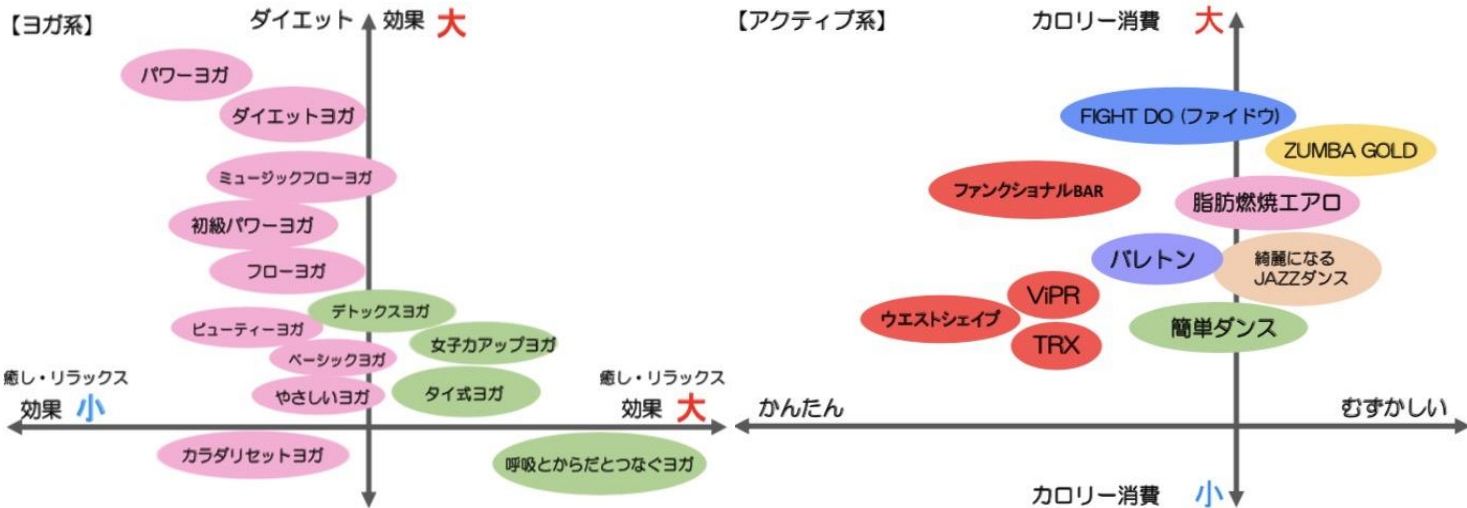 【ヨガ系】
ダイエット 効果 大
パワーヨガ
ダイエットヨガ
ミュージックフローヨガ
初級パワーヨガ
フローヨガ
デトックスヨガ
ビューティーヨガ
女子力アップヨガ
ベーシックヨガ
癒し・リラックス
効果 小
やさしいヨガ
タイ式ヨガ
癒し・リラックス
効果 大
カラダリセットヨガ
呼吸とからだとつなぐヨガ
【アクティブ系】
カロリー消費 大
FIGHT DO (ファイドウ)
ZUMBA GOLD
ファンクショナルBAR
脂肪燃焼エアロ
バレトン
綺麗になる
JAZZダンス
ViPR
ウエストシェイプ
TRX
簡単ダンス
かんたん
むずかしい
カロリー消費 小